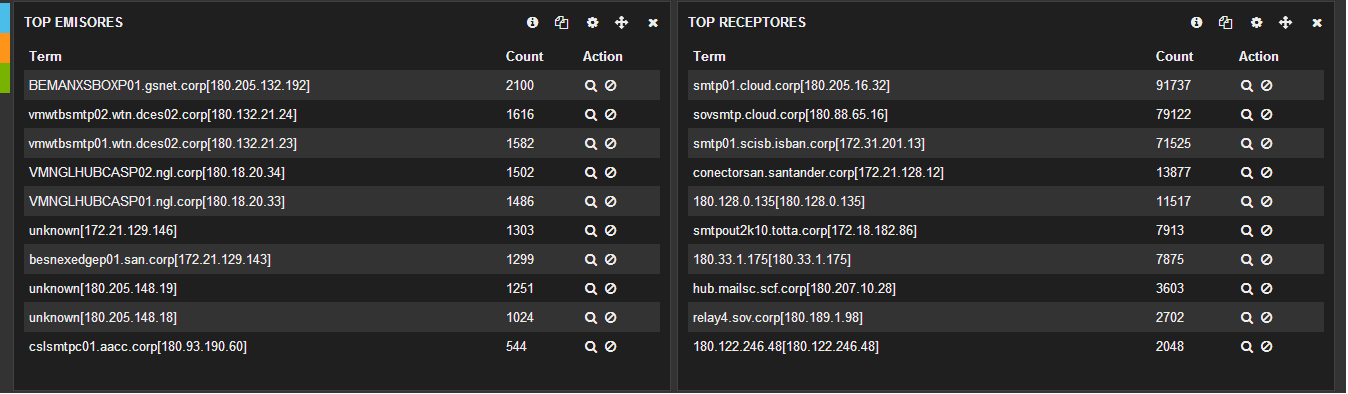 TOP EMISORES
Term Count Action
BEMANXSBOXP01.gsnet.corp[180.205.132.192] 2100
vmwtbsmtp02.wtn.dces02.corp[180.132.21.24] 1616
vmwtbsmtp01.wtn.dces02.corp[180.132.21.23] 1582
VMNGLHUBCASP02.ngl.corp[180.18.20.34] 1502
VMNGLHUBCASP01.ngl.corp[180.18.20.33] 1486
unknown[172.21.129.146] 1303
besnexedgep01.san.corp[172.21.129.143] 1299
unknown[180.205.148.19] 1251
unknown[180.205.148.18] 1024
cslsmtpc01.aacc.corp[180.93.190.60] 544
TOP RECEPTORES
Term Count Action
smtp01.cloud.corp[180.205.16.32] 91737
sovsmtp.cloud.corp[180.88.65.16] 79122
smtp01.scisb.isban.corp[172.31.201.13] 71525
conectorsan.santander.corp[172.21.128.12] 13877
180.128.0.135[180.128.0.135] 11517
smtpout2k10.totta.corp[172.18.182.86] 7913
180.33.1.175[180.33.1.175] 7875
hub.mailsc.scf.corp[180.207.10.28] 3603
relay4.sov.corp[180.189.1.98] 2702
180.122.246.48[180.122.246.48] 2048